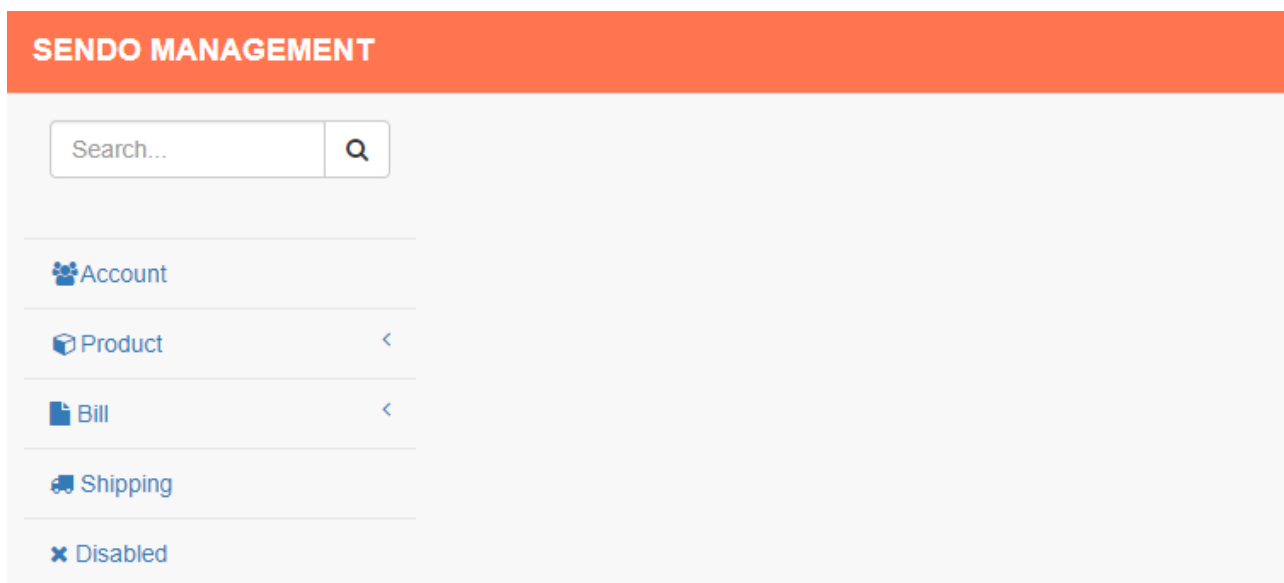 SENDO MANAGEMENT
Search...
Account
Product
Bill
Shipping
Disabled